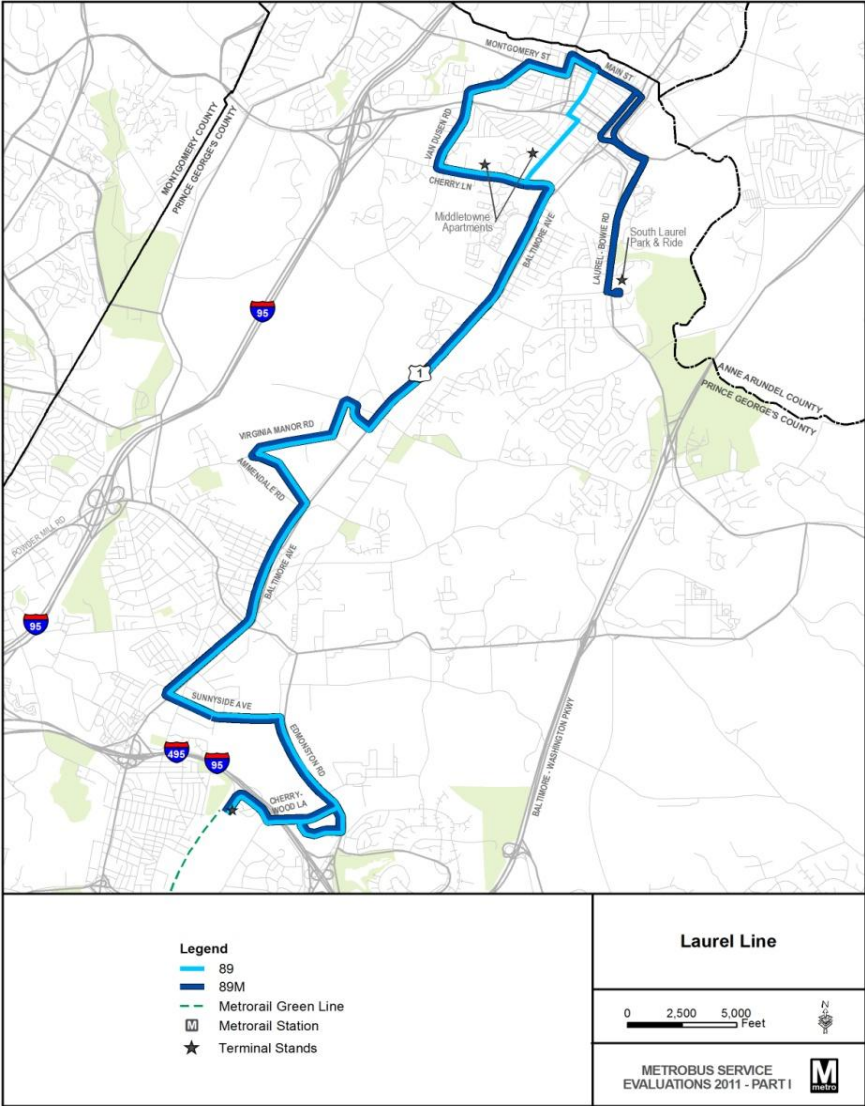 MONTGOMERY ST
MAIN ST
MONTGOMERY COUNTY
PRINCE GEORGE'S COUNTY
VAN DUSEN RD
CHERRY LN
Middletowne
Apartments
BALTIMORE AVE
LAUREL - BOWIE RD
South Laurel
Park & Ride
95
1
ANNE ARUNDEL COUNTY
PRINCE GEORGE'S COUNTY
VIRGINIA MANOR RD
AMMENDALE RD
POWDER MILL RD
BALTIMORE AVE
95
SUNNYSIDE AVE
495
95
EDMONSTON RD
CHERRY-
WOOD LA
BALTIMORE - WASHINGTON PKWY
Legend
89
89M
Metrorail Green Line
M Metrorail Station
Terminal Stands
Laurel Line
0 2,500 5,000
Feet
N
METROBUS SERVICE
EVALUATIONS 2011 - PART I
M
metro